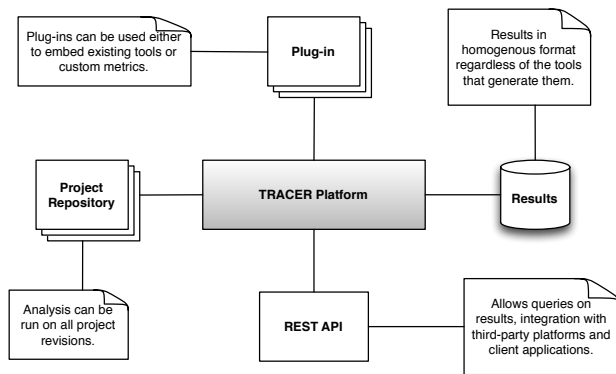 Plug-ins can be used either
to embed existing tools or
custom metrics.
Plug-in
Results in
homogenous format
regardless of the tools
that generate them.
Project
Repository
TRACER Platform
Results
Analysis can be
run on all project
revisions.
REST API
Allows queries on
results, integration with
third-party platforms and
client applications.